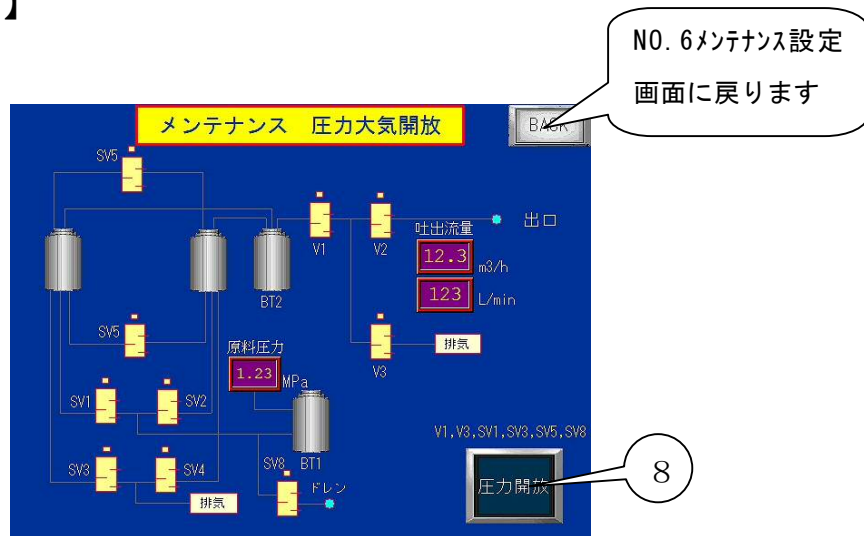 】
NO.6メンテナンス設定
画面に戻ります
メンテナンス 圧力大気開放
BACK
SV5
V1
V2
出口
吐出流量
12.3 m3/h
123 L/min
BT2
SV5
原料圧力
1.23 MPa
V3
排気
SV1
SV2
V1,V3,SV1,SV3,SV5,SV8
SV3
SV4
SV8
BT1
ドレン
排気
圧力開放
8